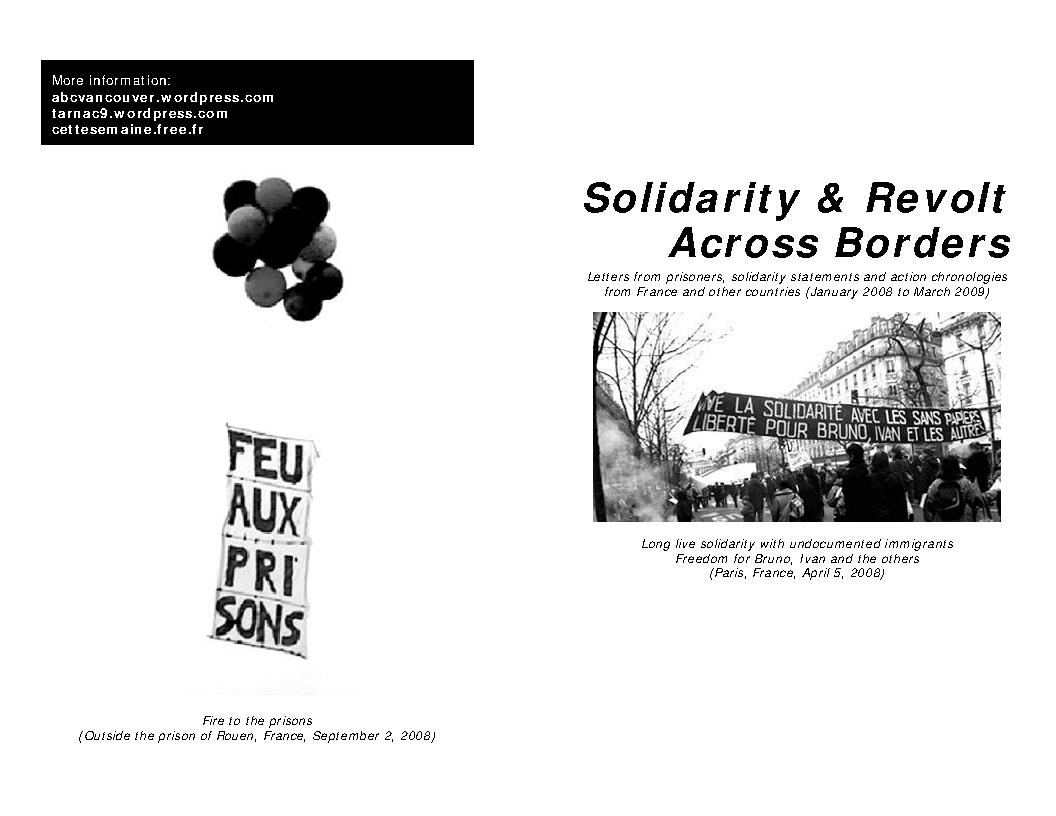 More information:
abcvancouver.wordpress.com
tarnac9.wordpress.com
cettesemaine.free.fr
FEU
AUX
PRI
SONS
Fire to the prisons
(Outside the prison of Rouen, France, September 2, 2008)
Solidarity & Revolt
Across Borders
Letters from prisoners, solidarity statements and action chronologies
from France and other countries (January 2008 to March 2009)
VIVE LA SOLIDARITÉ AVEC LES SANS PAPIERS
LIBERTÉ POUR BRUNO, IVAN ET LES AUTRES
Long live solidarity with undocumented immigrants
Freedom for Bruno, Ivan and the others
(Paris, France, April 5, 2008)